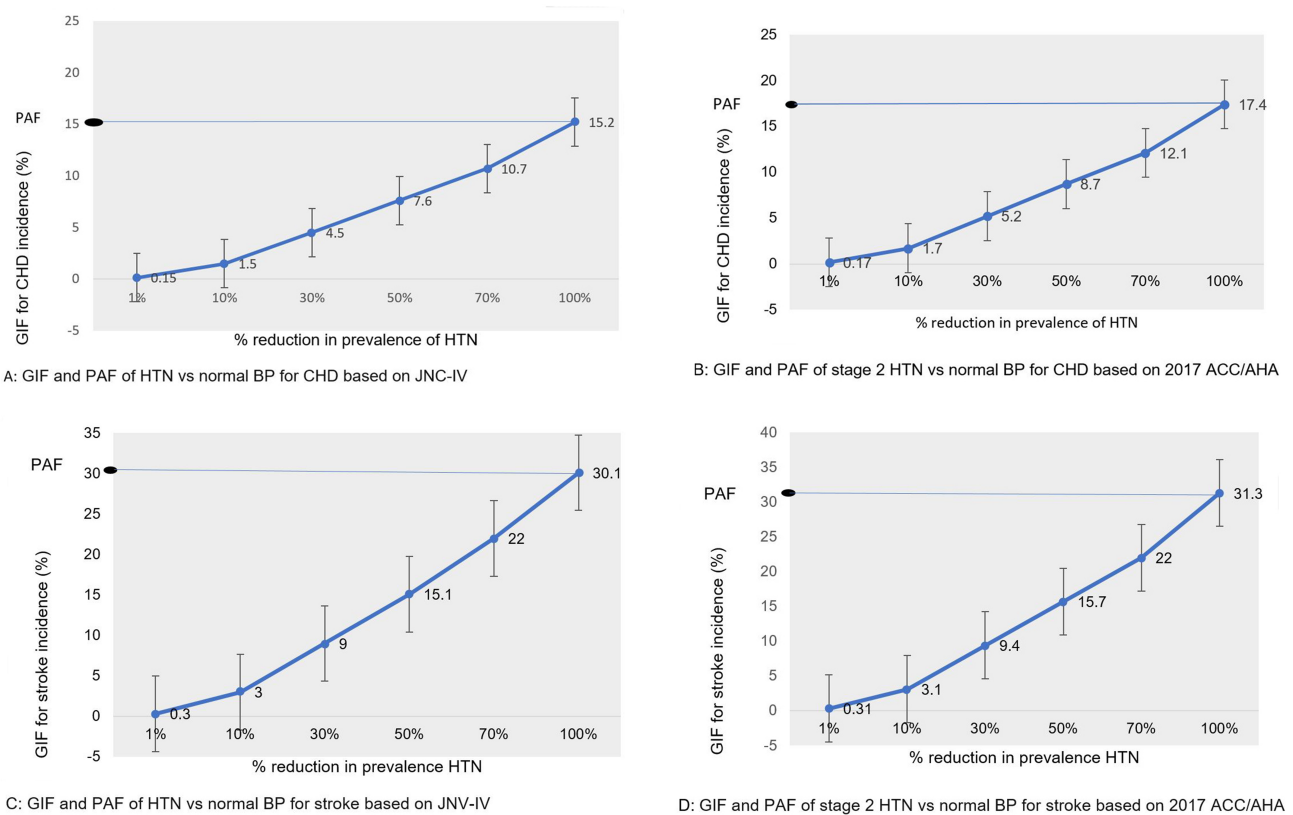 25
20
PAF
15
15.2
10
10.7
7.6
5
4.5
1.5
0.15
0
1% 10% 30% 50% 70% 100%
-5
GIF for CHD incidence (%)
% reduction in prevalence of HTN
A: GIF and PAF of HTN vs normal BP for CHD based on JNC-IV
25
20
PAF
17.4
15
12.1
10
8.7
5
5.2
1.7
0.17
0
1% 10% 30% 50% 70% 100%
-5
GIF for CHD incidence (%)
% reduction in prevalence of HTN
B: GIF and PAF of stage 2 HTN vs normal BP for CHD based on 2017 ACC/AHA
35
PAF
30
30.1
25
22
20
15
15.1
10
9
5
3
0.3
0
1% 10% 30% 50% 70% 100%
-5
GIF for stroke incidence (%)
% reduction in prevalence HTN
C: GIF and PAF of HTN vs normal BP for stroke based on JNV-IV
40
35
PAF
30
31.3
25
22
20
15
15.7
10
9.4
5
3.1
0.31
0
1% 10% 30% 50% 70% 100%
-5
GIF for stroke incidence (%)
% reduction in prevalence HTN
D: GIF and PAF of stage 2 HTN vs normal BP for stroke based on 2017 ACC/AHA